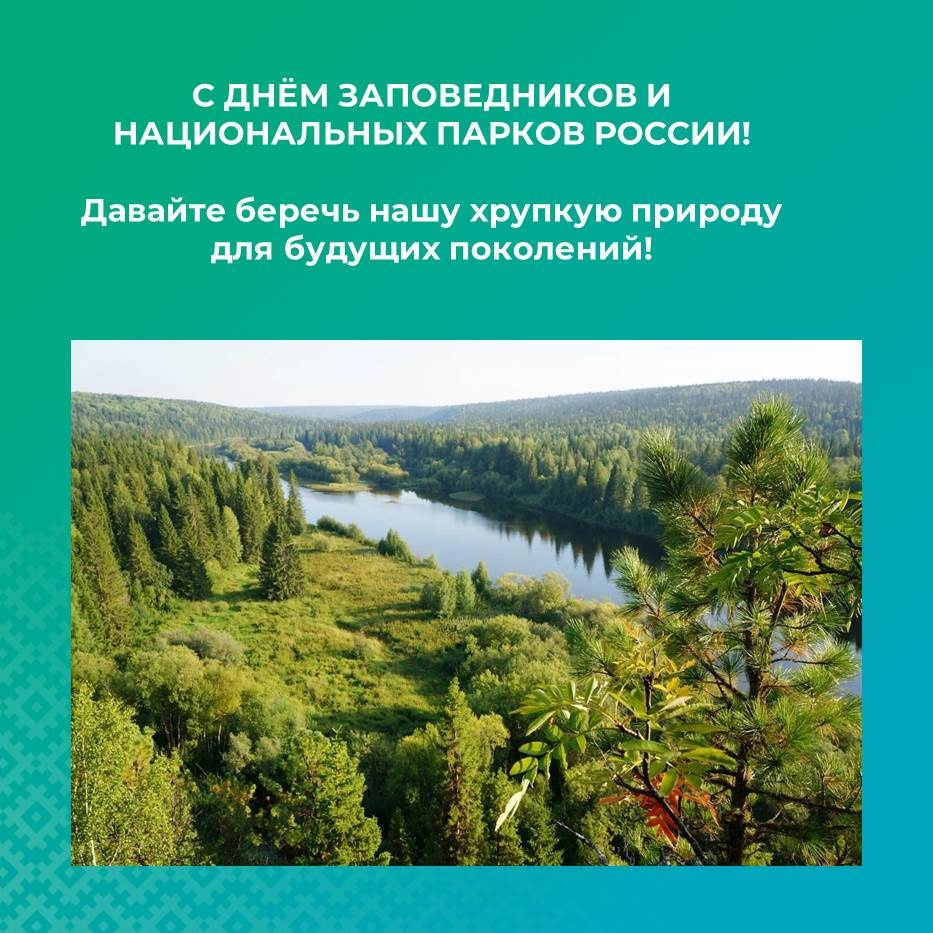 С ДНЁМ ЗАПОВЕДНИКОВ И
НАЦИОНАЛЬНЫХ ПАРКОВ РОССИИ!
Давайте беречь нашу хрупкую природу
для будущих поколений!